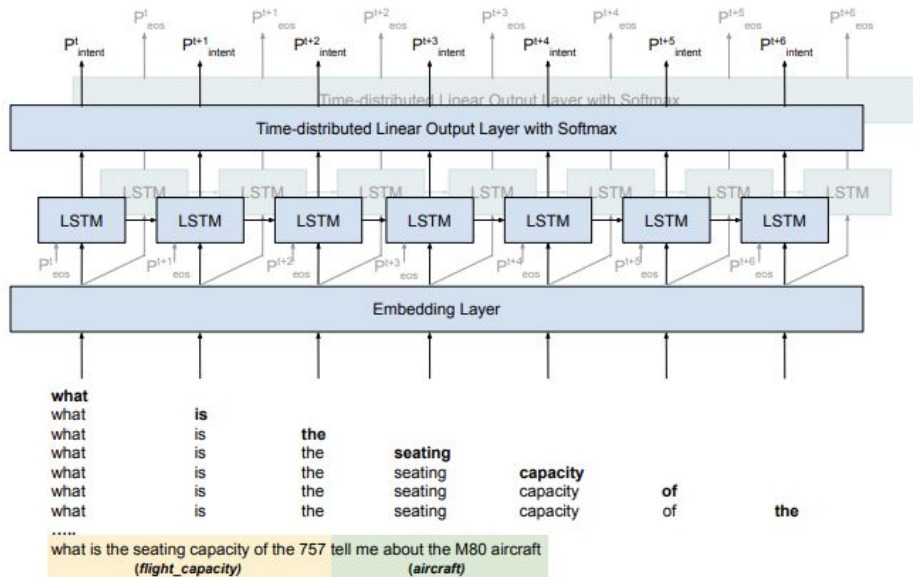 P^t_eos P^t+1_eos P^t+2_eos P^t+3_eos P^t+4_eos P^t+5_eos P^t+6_eos
P^t_intent P^t+1_intent P^t+2_intent P^t+3_intent P^t+4_intent P^t+5_intent P^t+6_intent
Time-distributed Linear Output Layer with Softmax
Time-distributed Linear Output Layer with Softmax
LSTM LSTM LSTM LSTM LSTM LSTM LSTM
LSTM LSTM LSTM LSTM LSTM LSTM LSTM
P^t_eos P^t+1_eos P^t+2_eos P^t+3_eos P^t+4_eos P^t+5_eos P^t+6_eos
Embedding Layer
what
what is
what is the
what is the seating
what is the seating capacity
what is the seating capacity of
what is the seating capacity of the
.....
what is the seating capacity of the 757 tell me about the M80 aircraft
(flight_capacity) (aircraft)